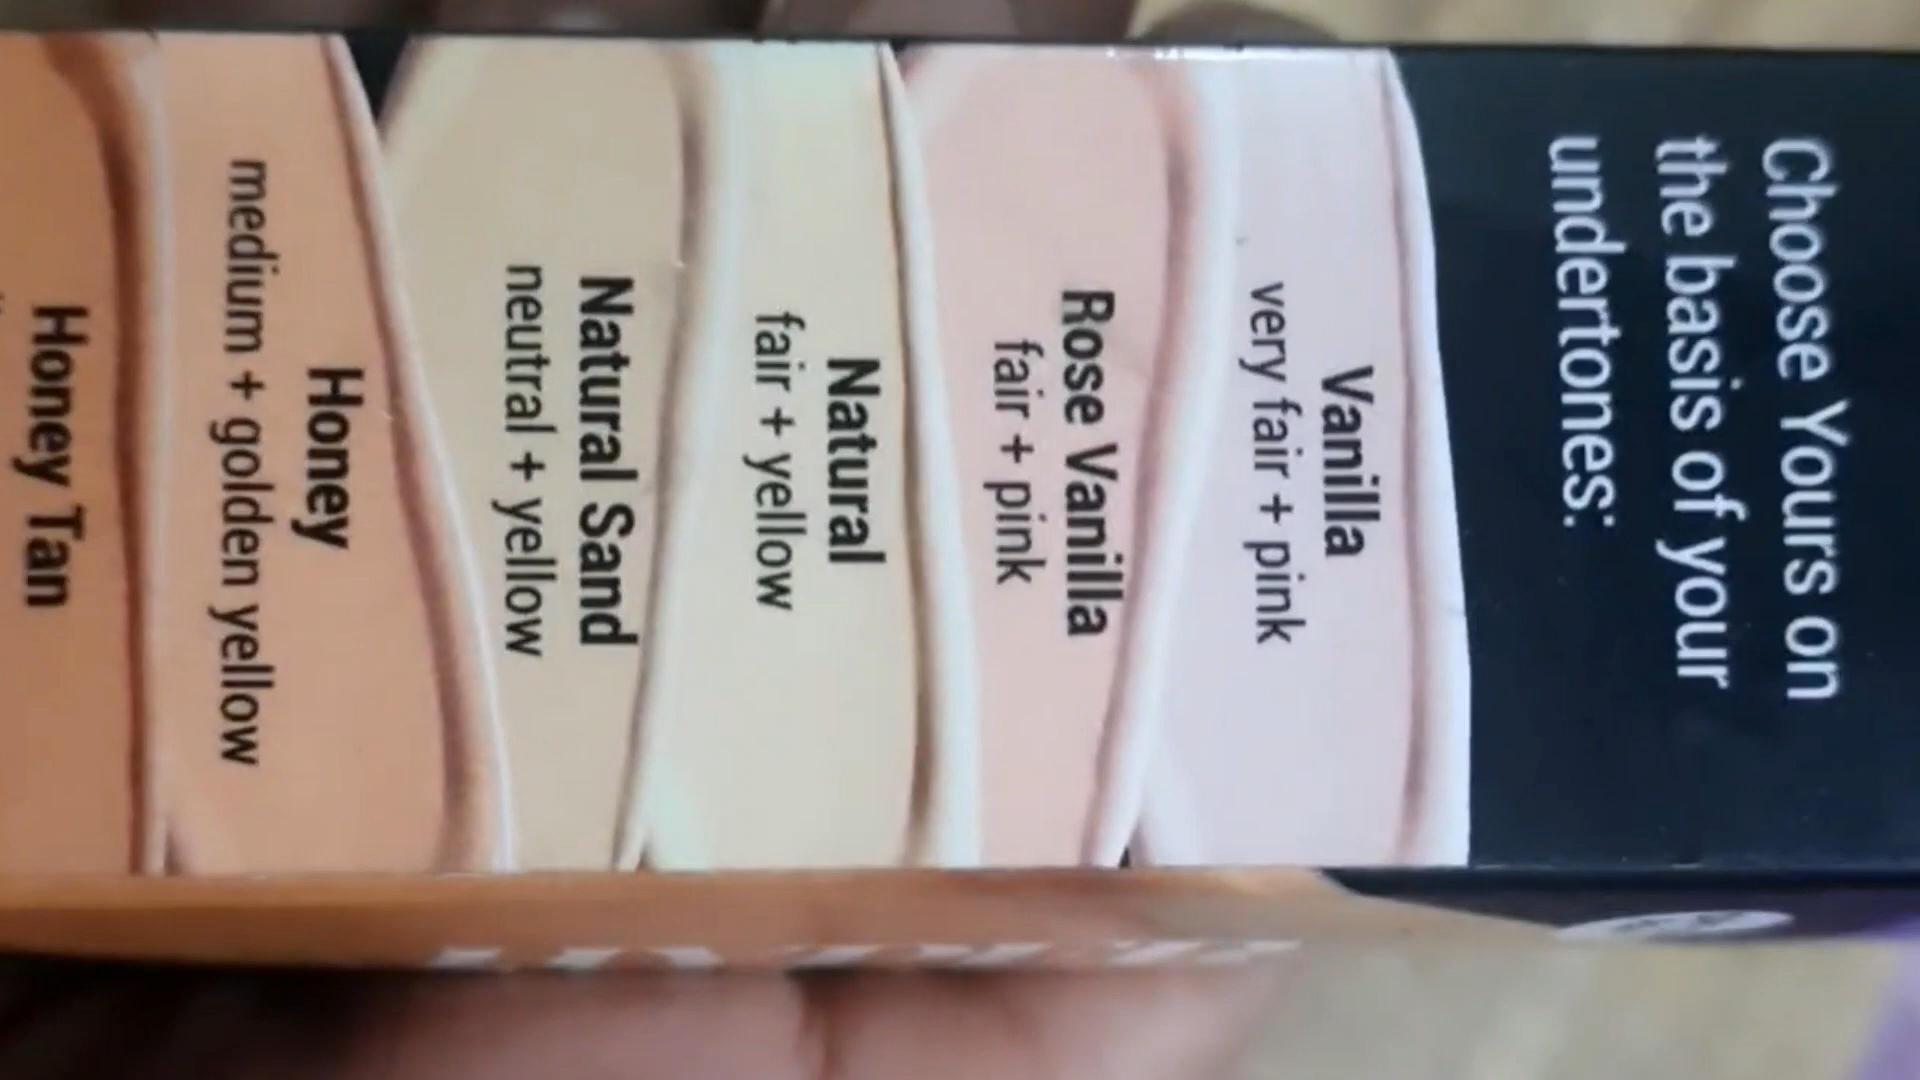 Choose Yours on
the basis of your
undertones:
Vanilla
very fair + pink
Rose Vanilla
fair + pink
Natural
fair + yellow
Natural Sand
neutral + yellow
Honey
medium + golden yellow
Honey Tan